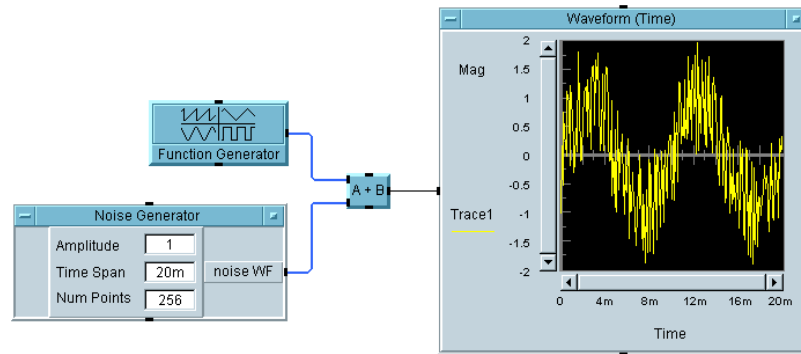 Waveform (Time)
Mag
2
1.5
1
0.5
0
-0.5
-1
-1.5
-2
Trace1
0 4m 8m 12m 16m 20m
Time
Function Generator
A + B
Noise Generator
Amplitude 1
Time Span 20m
Num Points 256
noise WF